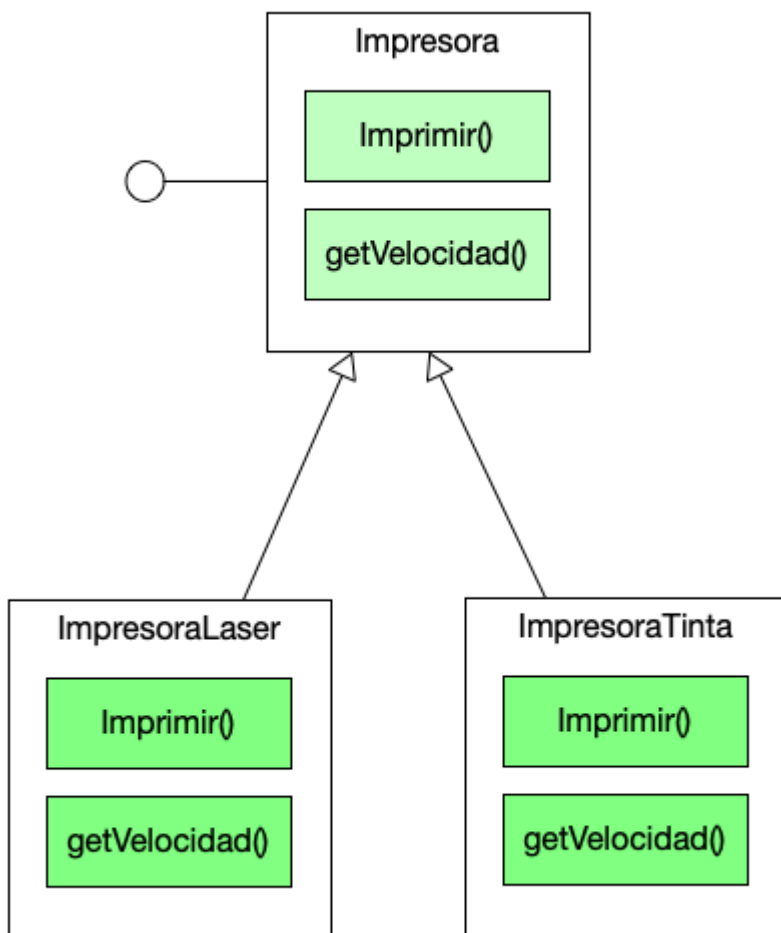 Impresora
Imprimir()
getVelocidad()
ImpresoraLaser
Imprimir()
getVelocidad()
ImpresoraTinta
Imprimir()
getVelocidad()